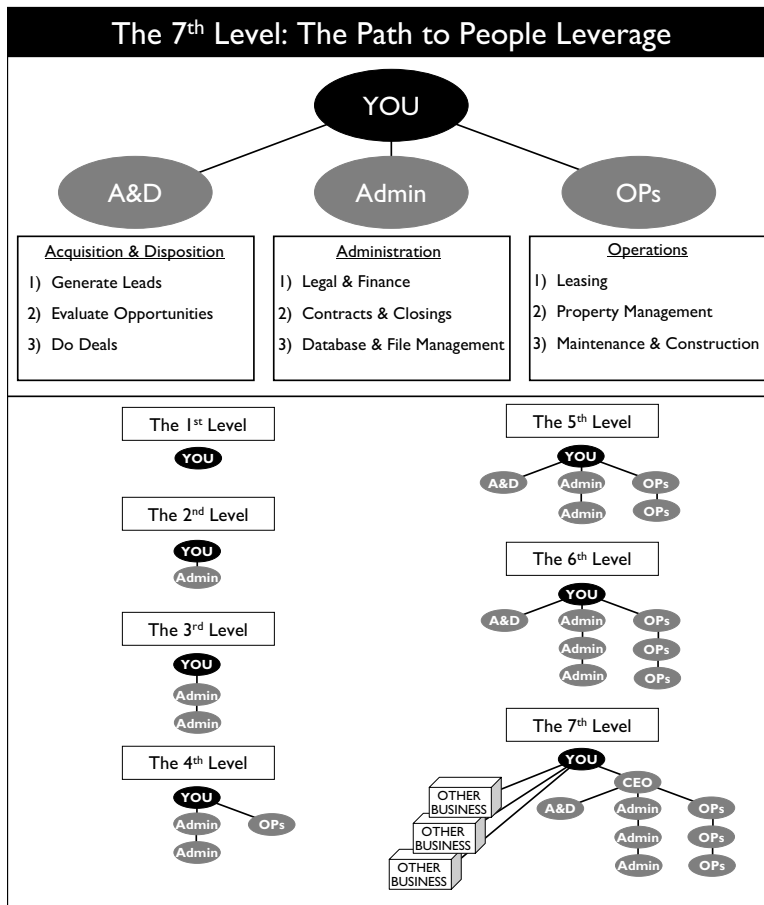 The 7th Level: The Path to People Leverage
YOU
A&D
Admin
OPs
Acquisition & Disposition
1) Generate Leads
2) Evaluate Opportunities
3) Do Deals
Administration
1) Legal & Finance
2) Contracts & Closings
3) Database & File Management
Operations
1) Leasing
2) Property Management
3) Maintenance & Construction
The 1st Level
YOU
The 2nd Level
YOU
Admin
The 3rd Level
YOU
Admin
Admin
The 4th Level
YOU
Admin
OPs
Admin
The 5th Level
YOU
A&D
Admin
OPs
Admin
OPs
The 6th Level
YOU
A&D
Admin
OPs
Admin
OPs
Admin
OPs
The 7th Level
YOU
CEO
OTHER
BUSINESS
OTHER
BUSINESS
OTHER
BUSINESS
A&D
Admin
OPs
Admin
OPs
Admin
OPs